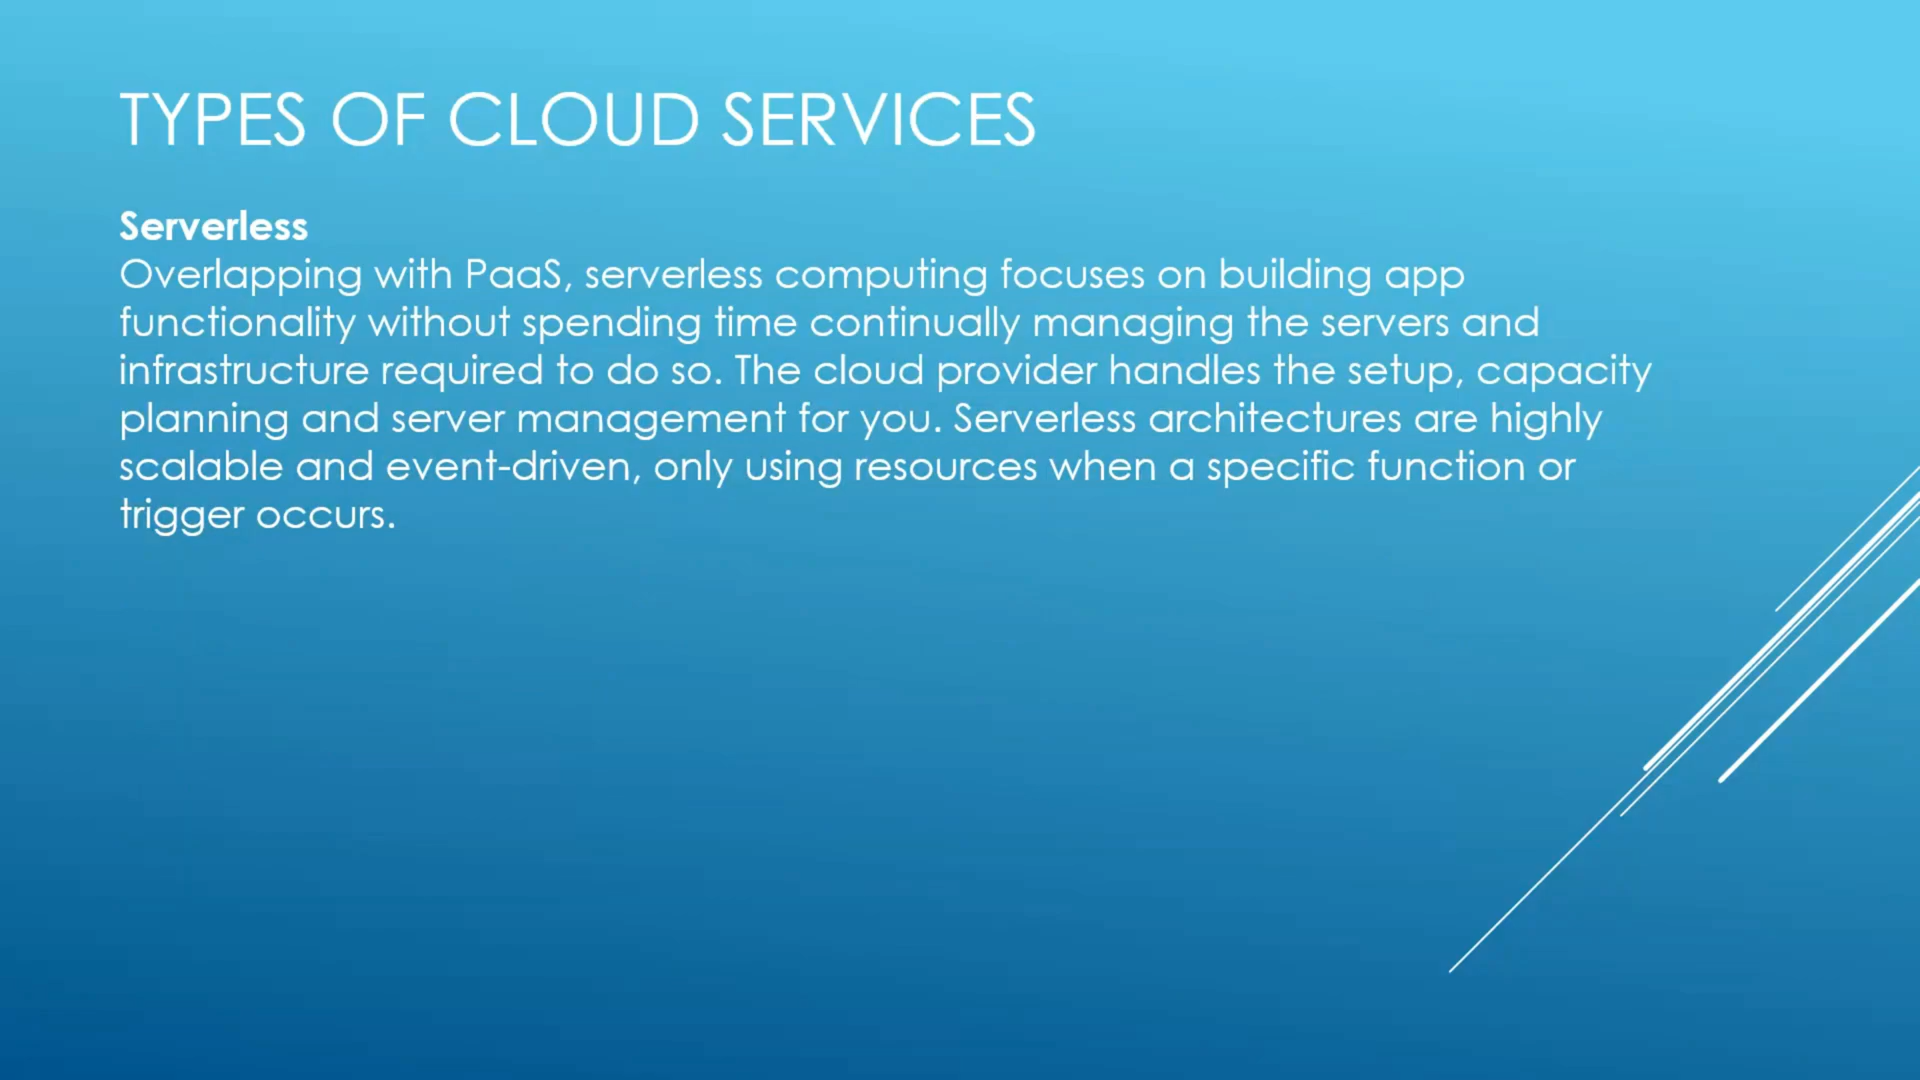 TYPES OF CLOUD SERVICES
Serverless
Overlapping with PaaS, serverless computing focuses on building app
functionality without spending time continually managing the servers and
infrastructure required to do so. The cloud provider handles the setup, capacity
planning and server management for you. Serverless architectures are highly
scalable and event-driven, only using resources when a specific function or
trigger occurs.